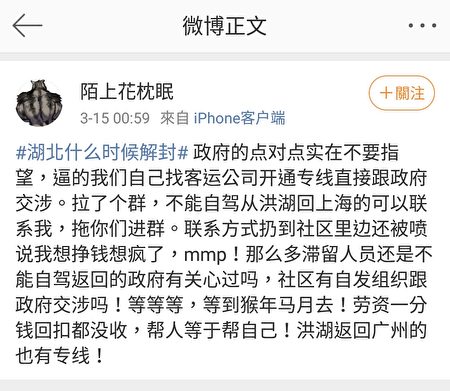 微博正文
陌上花枕眠
3-15 00:59 來自 iPhone客户端
＋關注
#湖北什么时候解封# 政府的点对点实在不要指
望，逼的我们自己找客运公司开通专线直接跟政府
交涉。拉了个群，不能自驾从洪湖回上海的可以联
系我，拖你们进群。联系方式扔到社区里边还被喷
说我想挣钱想疯了，mmp！那么多滞留人员还是不
能自驾返回的政府有关心过吗，社区有自发组织跟
政府交涉吗！等等等，等到猴年马月去！劳资一分
钱回扣都没收，帮人等于帮自己！洪湖返回广州的
也有专线！